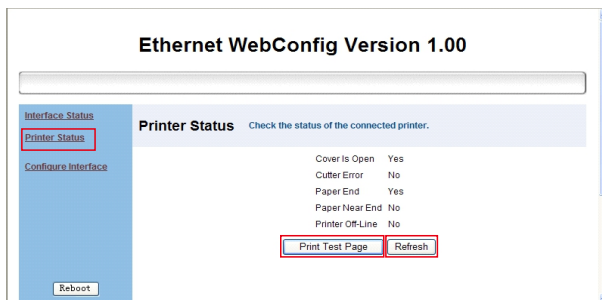 Ethernet WebConfig Version 1.00
Interface Status
Printer Status
Configure Interface
Reboot
Printer Status Check the status of the connected printer.
Cover Is Open Yes
Cutter Error No
Paper End Yes
Paper Near End No
Printer Off-Line No
Print Test Page Refresh